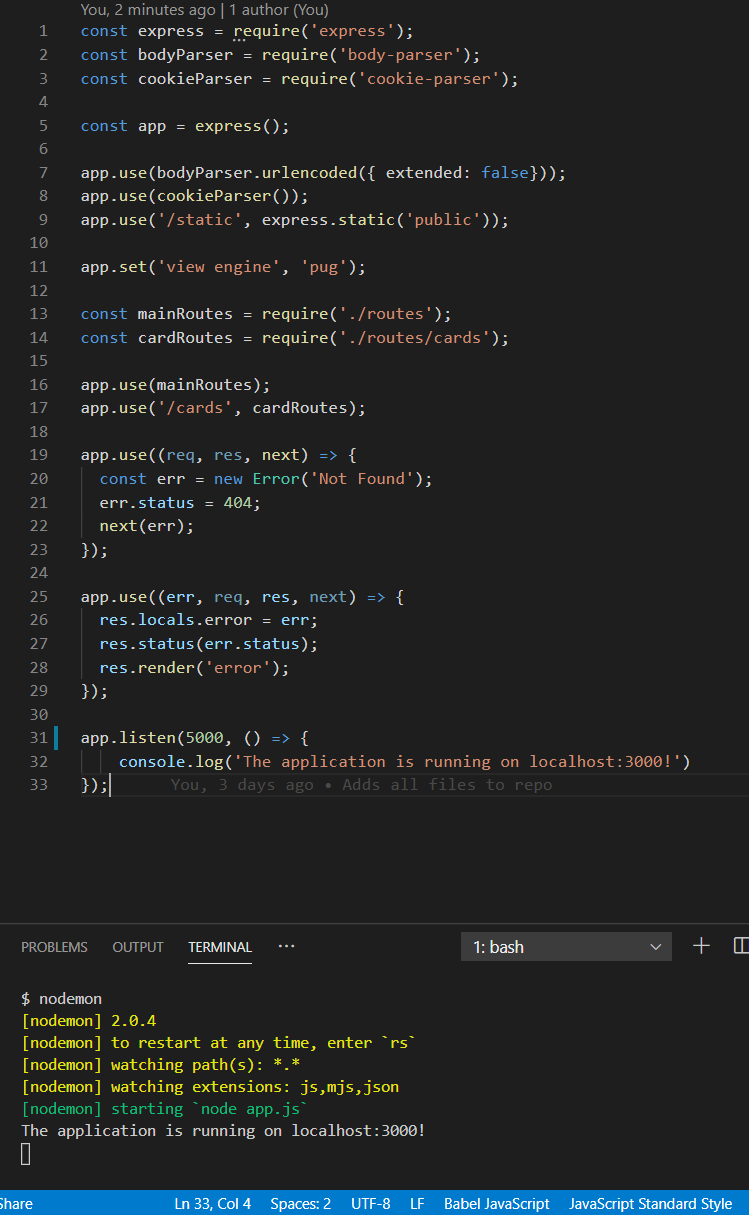 You, 2 minutes ago | 1 author (You)
1 const express = require('express');
2 const bodyParser = require('body-parser');
3 const cookieParser = require('cookie-parser');
4
5 const app = express();
6
7 app.use(bodyParser.urlencoded({ extended: false}));
8 app.use(cookieParser());
9 app.use('/static', express.static('public'));
10
11 app.set('view engine', 'pug');
12
13 const mainRoutes = require('./routes');
14 const cardRoutes = require('./routes/cards');
15
16 app.use(mainRoutes);
17 app.use('/cards', cardRoutes);
18
19 app.use((req, res, next) => {
20   const err = new Error('Not Found');
21   err.status = 404;
22   next(err);
23 });
24
25 app.use((err, req, res, next) => {
26   res.locals.error = err;
27   res.status(err.status);
28   res.render('error');
29 });
30
31 app.listen(5000, () => {
32     console.log('The application is running on localhost:3000!')
33 }); You, 3 days ago • Adds all files to repo
PROBLEMS OUTPUT TERMINAL ··· 1: bash
$ nodemon
[nodemon] 2.0.4
[nodemon] to restart at any time, enter `rs`
[nodemon] watching path(s): *.*
[nodemon] watching extensions: js,mjs,json
[nodemon] starting `node app.js`
The application is running on localhost:3000!
Share Ln 33, Col 4 Spaces: 2 UTF-8 LF Babel JavaScript JavaScript Standard Style